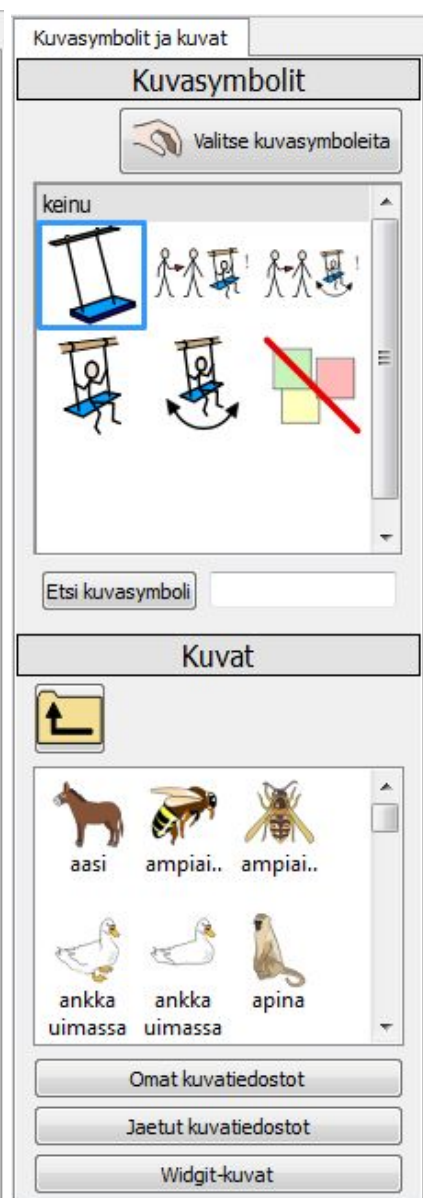 Kuvasymbolit ja kuvat
Kuvasymbolit
Valitse kuvasymboleita
keinu
!
!
Etsi kuvasymboli
Kuvat
aasi ampiai.. ampiai..
ankka ankka apina
uimassa uimassa
Omat kuvatiedostot
Jaetut kuvatiedostot
Widgit-kuvat